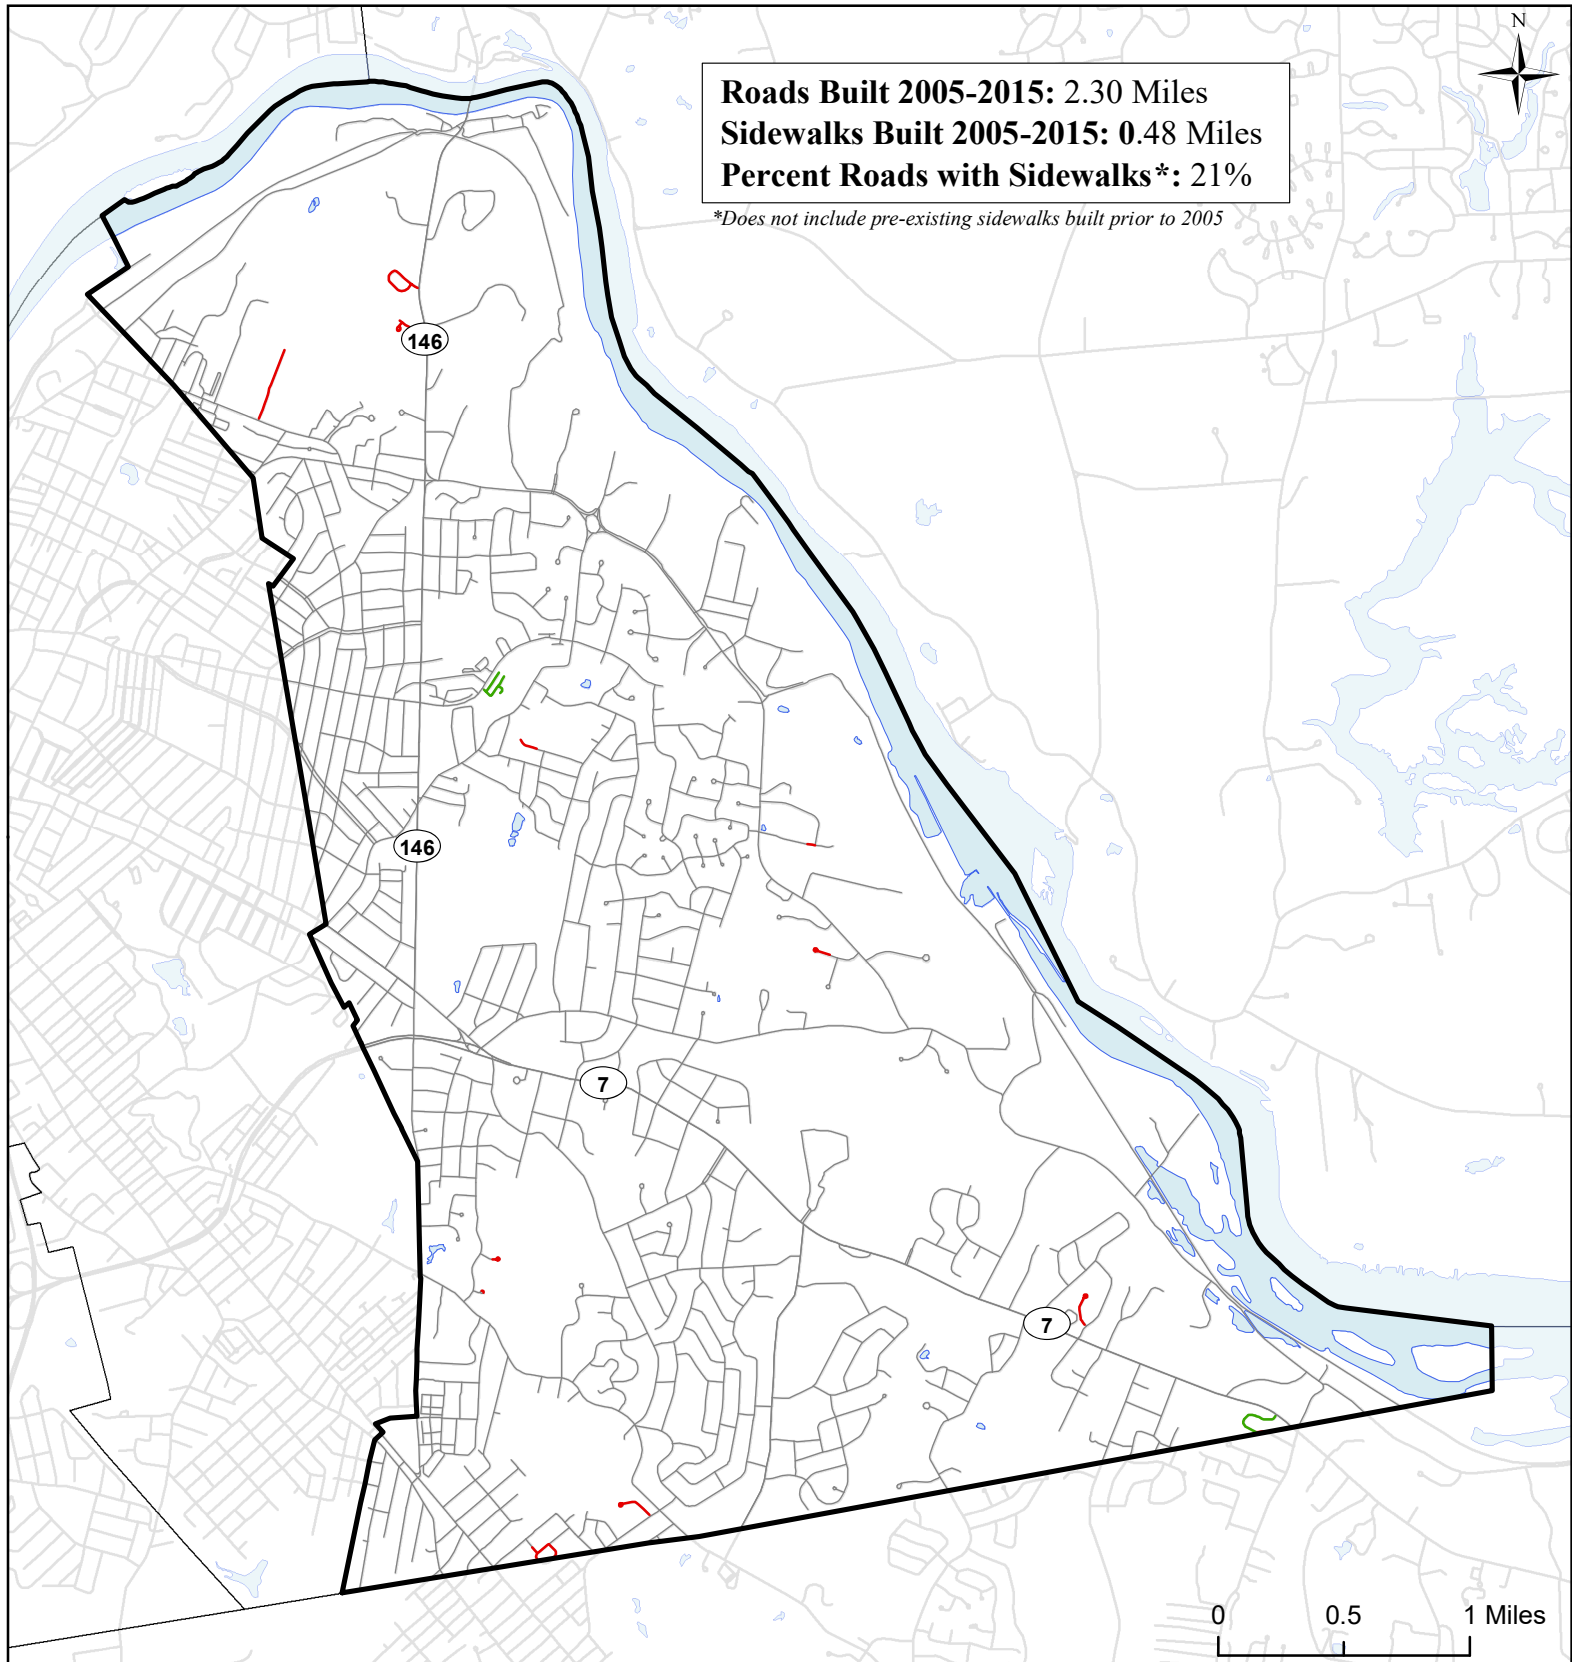 N
Roads Built 2005-2015: 2.30 Miles
Sidewalks Built 2005-2015: 0.48 Miles
Percent Roads with Sidewalks*: 21%
*Does not include pre-existing sidewalks built prior to 2005
146
146
7
7
0 0.5 1 Miles